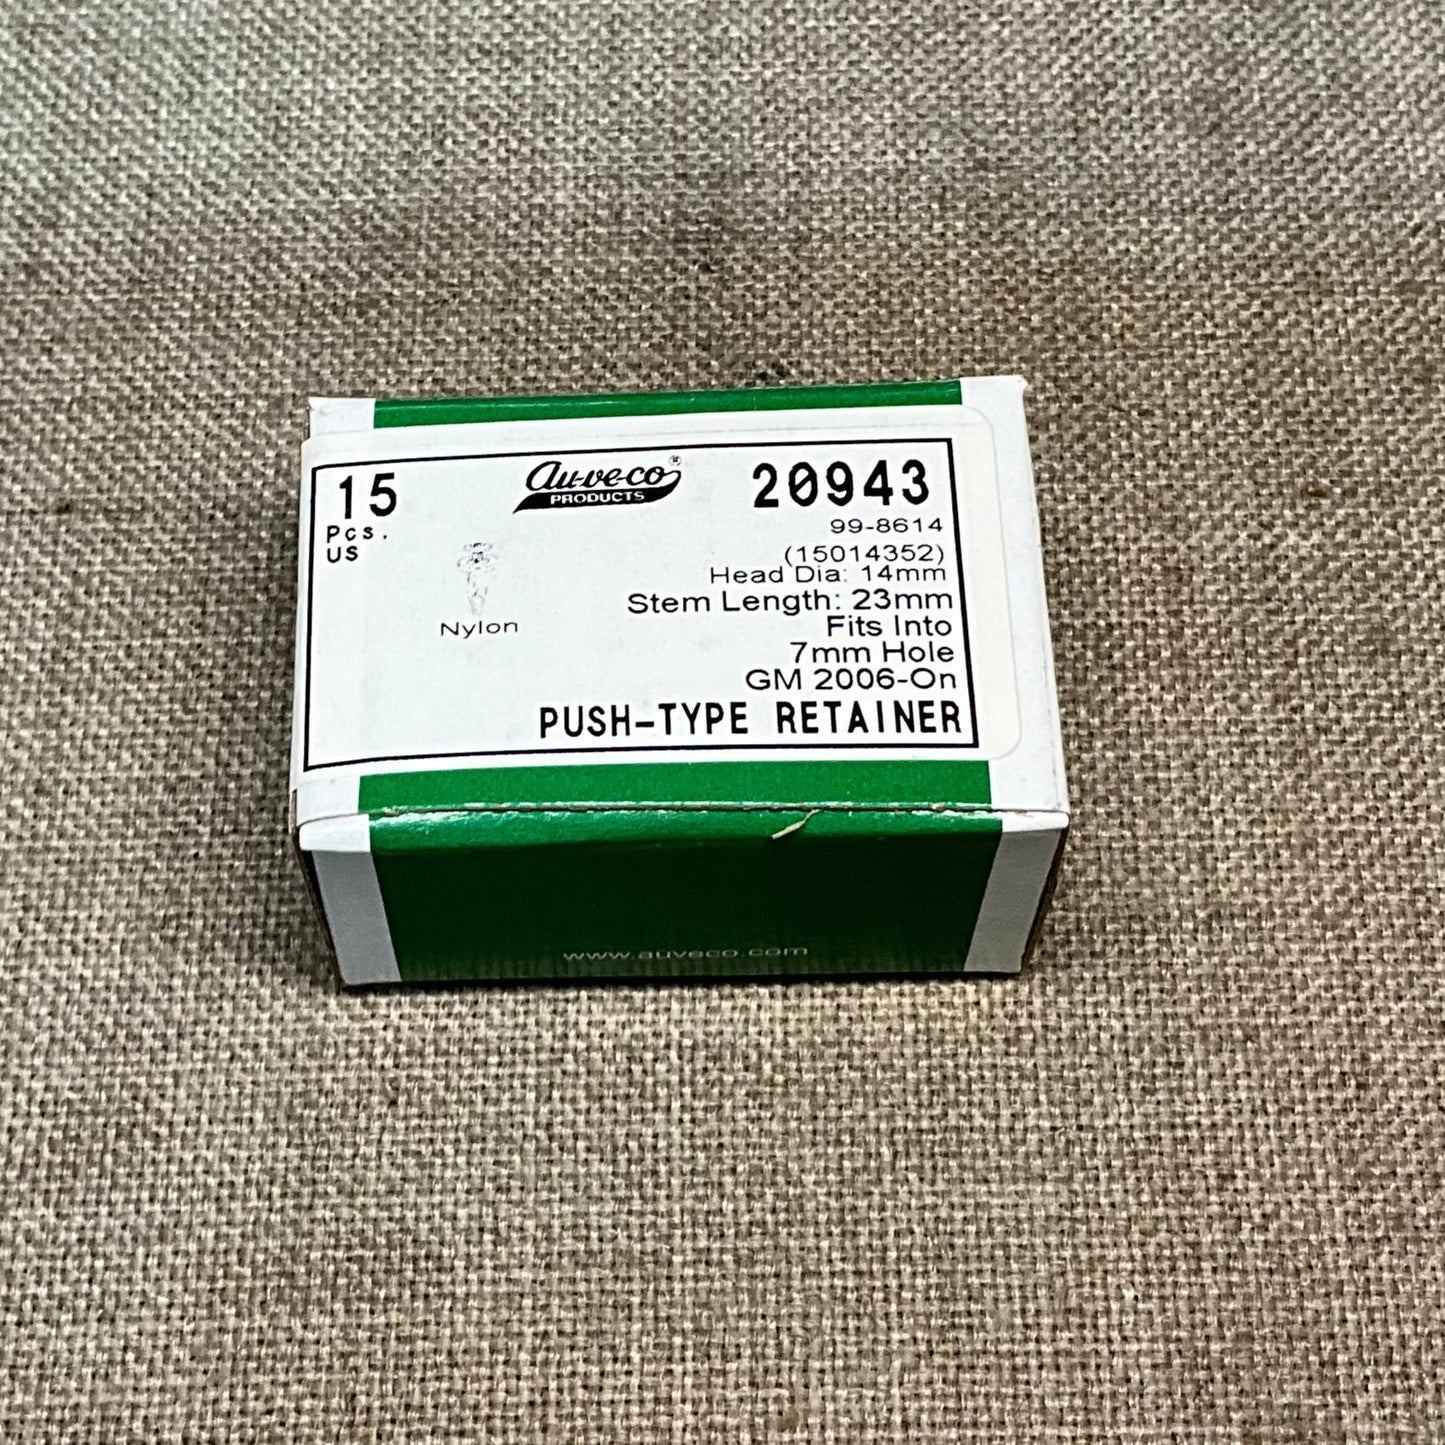 15
Pcs.
US
Au-ve-co®
PRODUCTS
20943
99-8614
(15014352)
Head Dia: 14mm
Stem Length: 23mm
Fits Into
7mm Hole
GM 2006-On
Nylon
PUSH-TYPE RETAINER
www.auveco.com